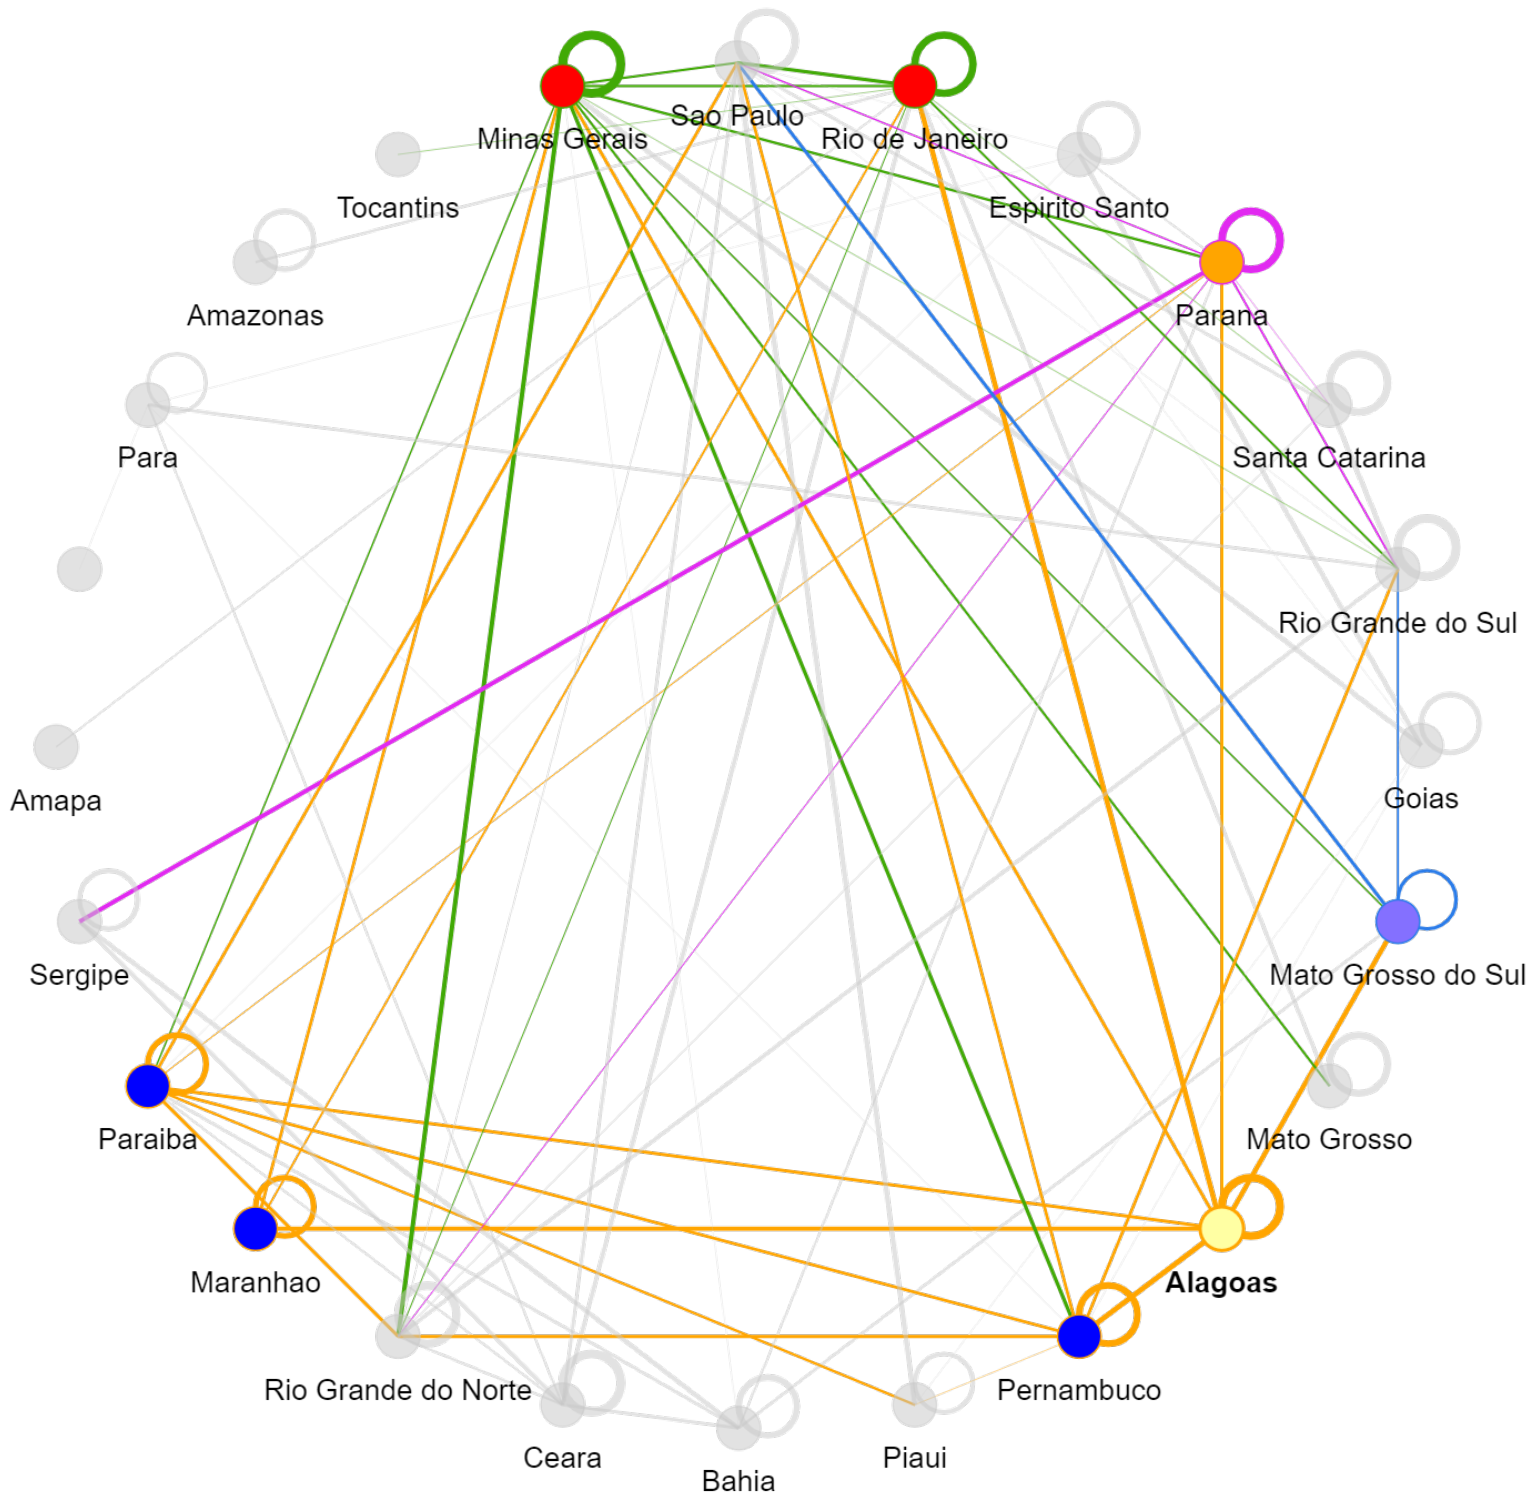 Sao Paulo
Minas Gerais
Rio de Janeiro
Tocantins
Espirito Santo
Amazonas
Parana
Para
Santa Catarina
Rio Grande do Sul
Amapa
Goias
Sergipe
Mato Grosso do Sul
Paraiba
Mato Grosso
Maranhao
Alagoas
Rio Grande do Norte
Pernambuco
Ceara
Piaui
Bahia